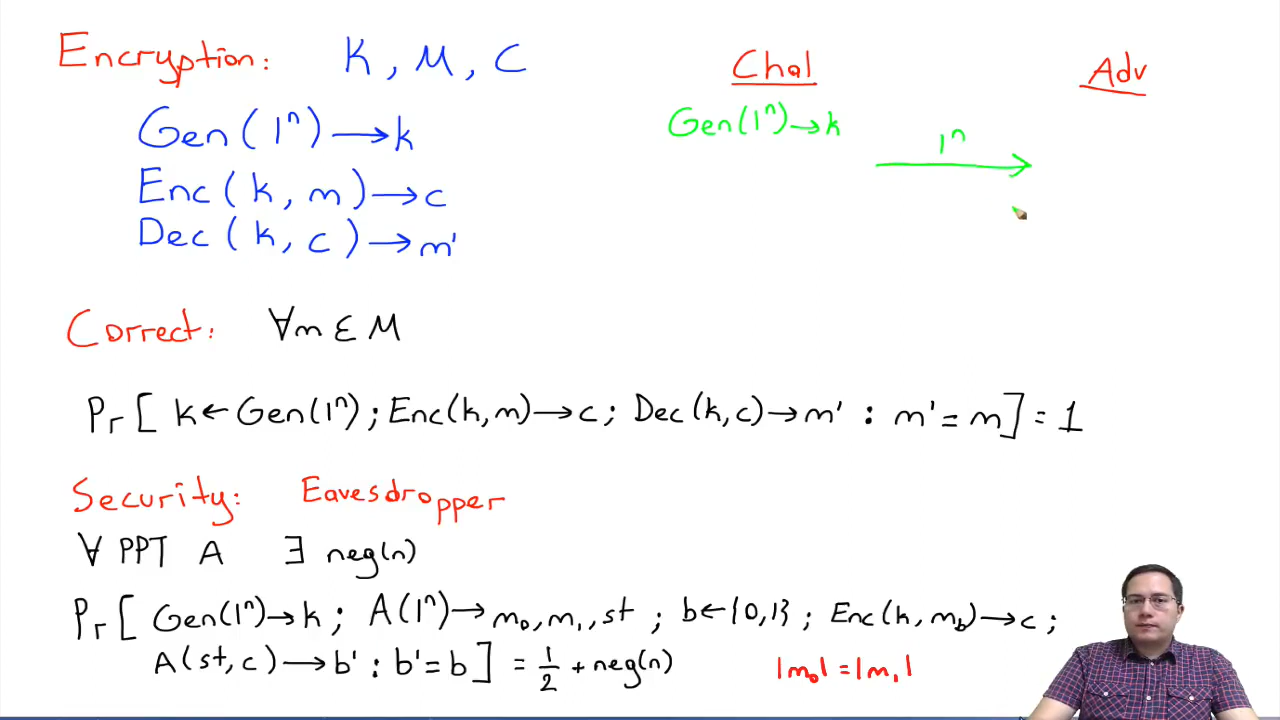 Encryption: K, M, C
Gen(1ⁿ) → k
Enc(k, m) → c
Dec(k, c) → m'
Chal
Adv
Gen(1ⁿ) → k
1ⁿ
Correct: ∀m ∈ M
Pr[ k ← Gen(1ⁿ); Enc(k, m) → c; Dec(k, c) → m' : m' = m ] = 1
Security: Eavesdropper
∀ PPT A ∃ neg(n)
Pr[ Gen(1ⁿ) → k; A(1ⁿ) → m₀, m₁, st; b ← {0,1}; Enc(k, m_b) → c;
A(st, c) → b' : b' = b ] = 1/2 + neg(n) |m₀| = |m₁|